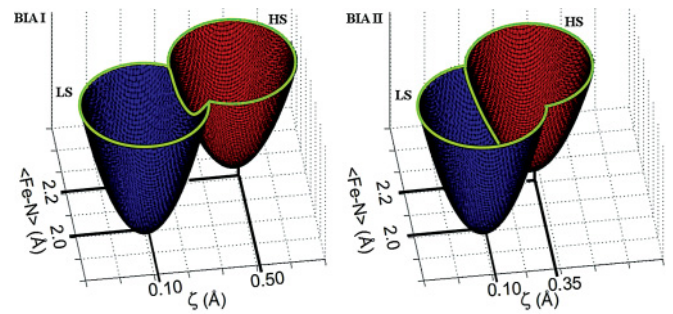 BIA I
HS
LS
<Fe-N> (Å)
2.2
2.0
0.10
0.50
ζ (Å)
BIA II
HS
LS
<Fe-N> (Å)
2.2
2.0
0.10
0.35
ζ (Å)